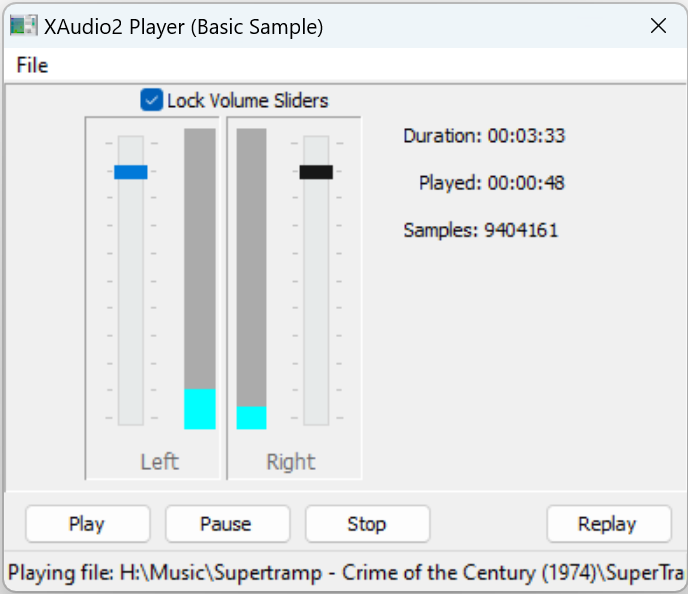 XAudio2 Player (Basic Sample)
File
Lock Volume Sliders
Duration: 00:03:33
Played: 00:00:48
Samples: 9404161
Left
Right
Play
Pause
Stop
Replay
Playing file: H:\Music\Supertramp - Crime of the Century (1974)\SuperTra